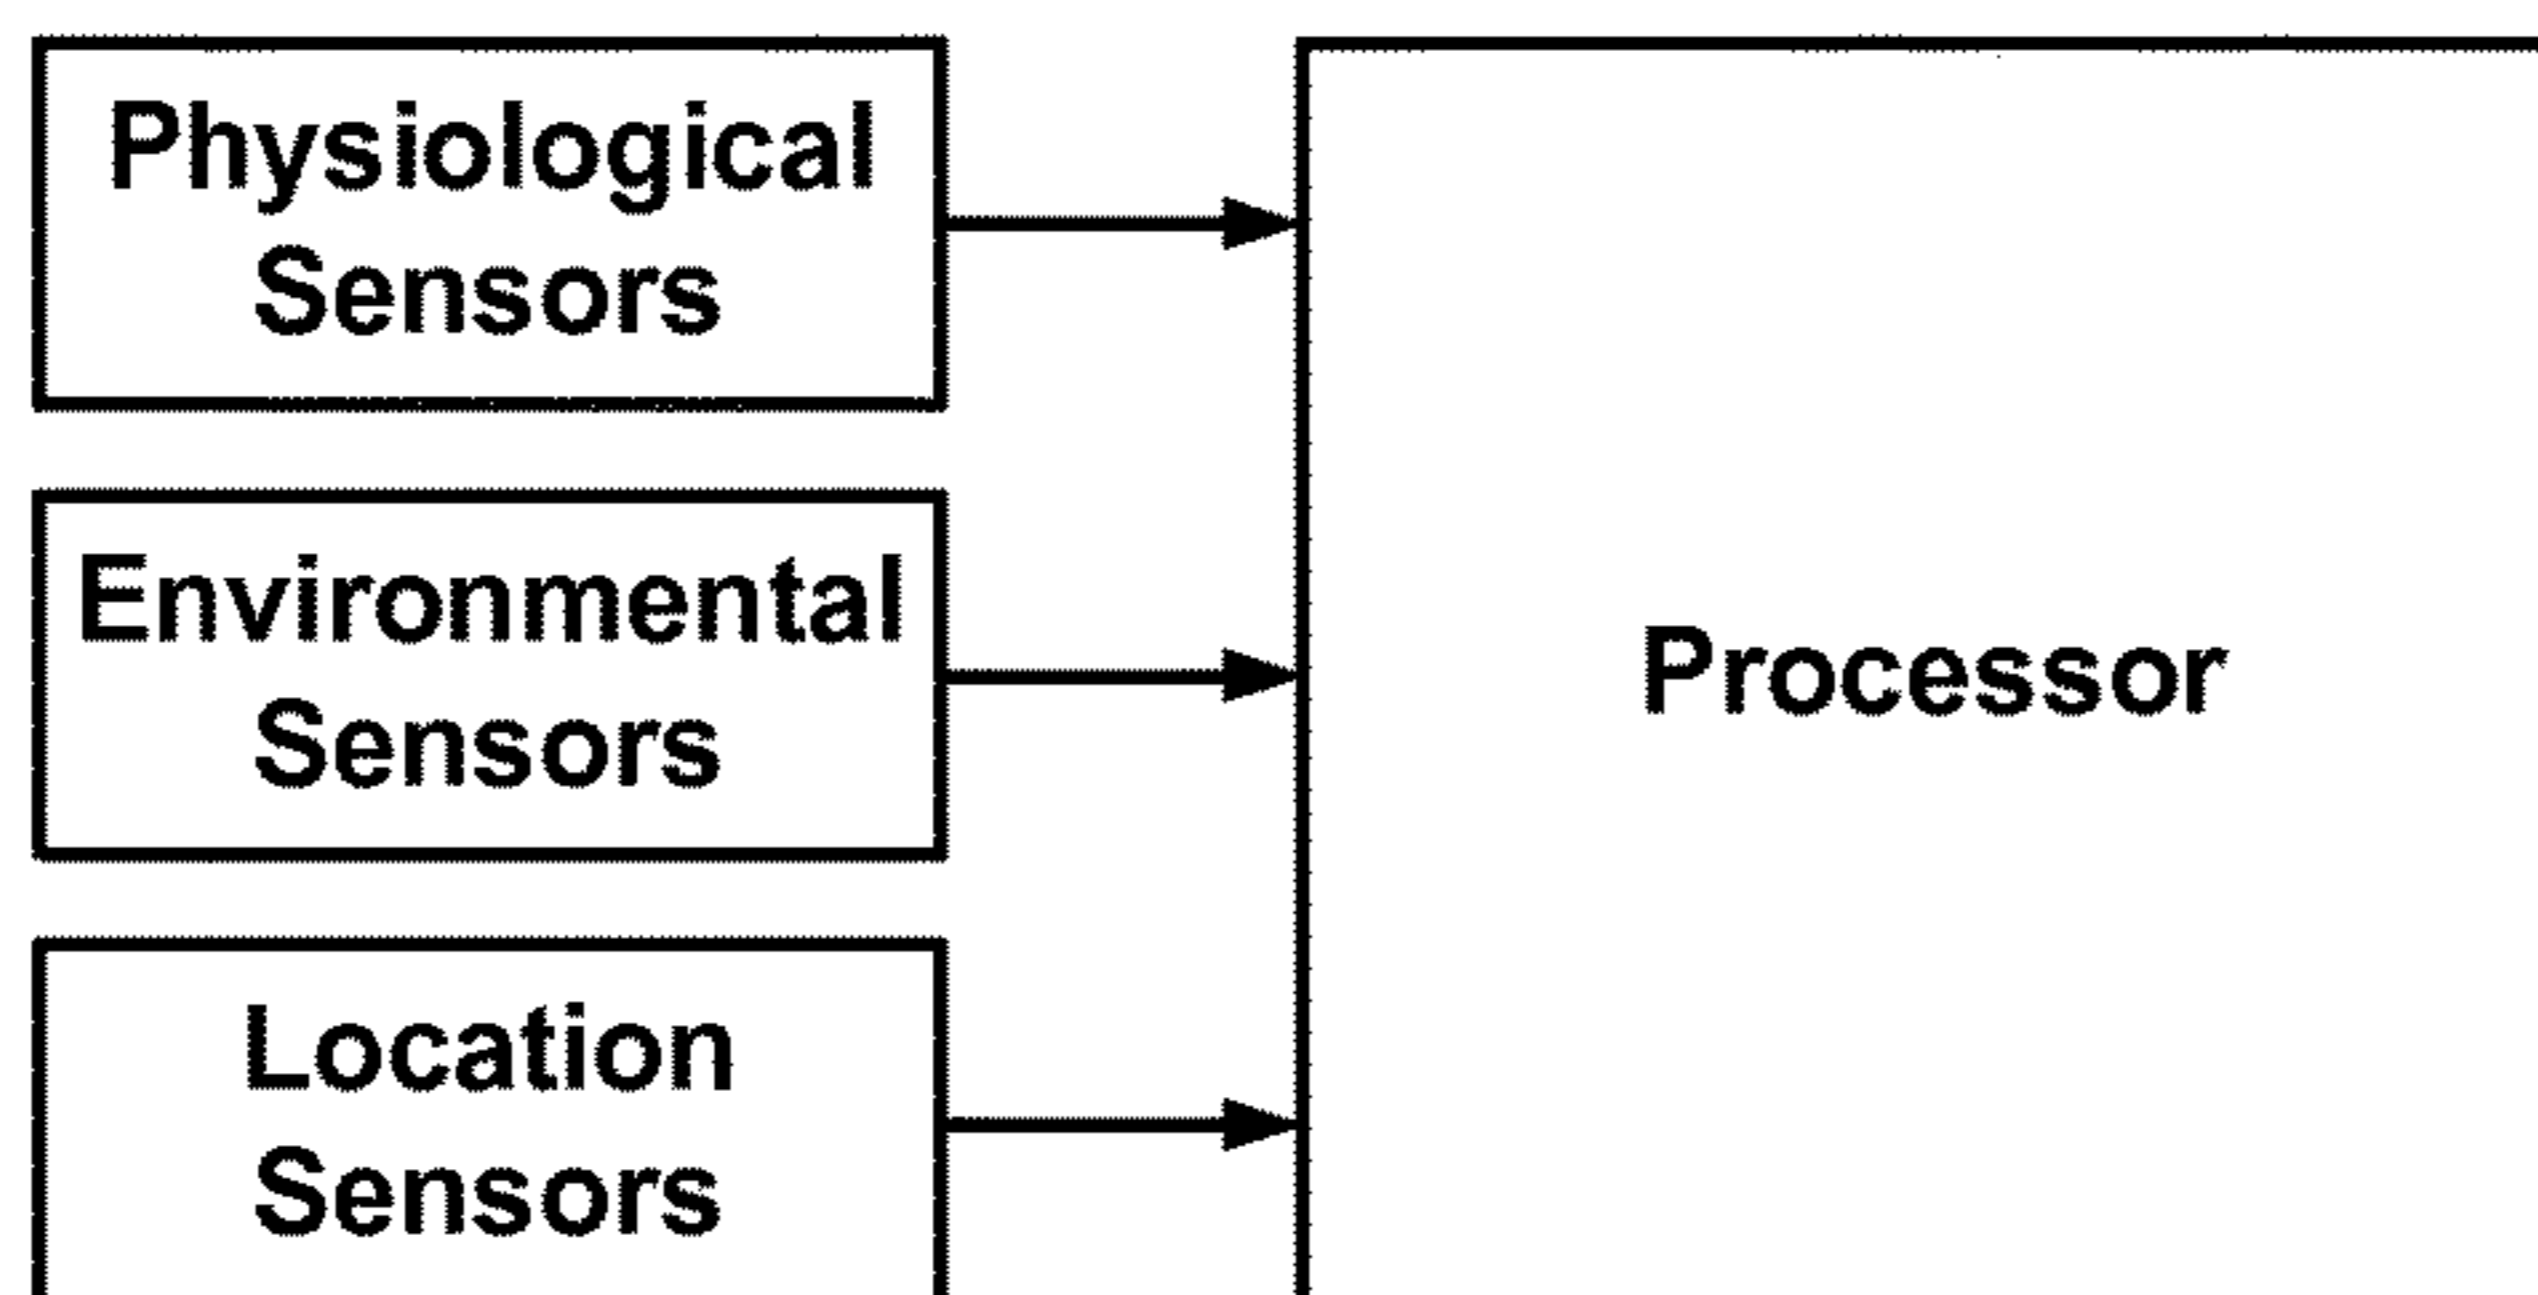 Physiological
Sensors
Environmental
Sensors
Location
Sensors
Processor